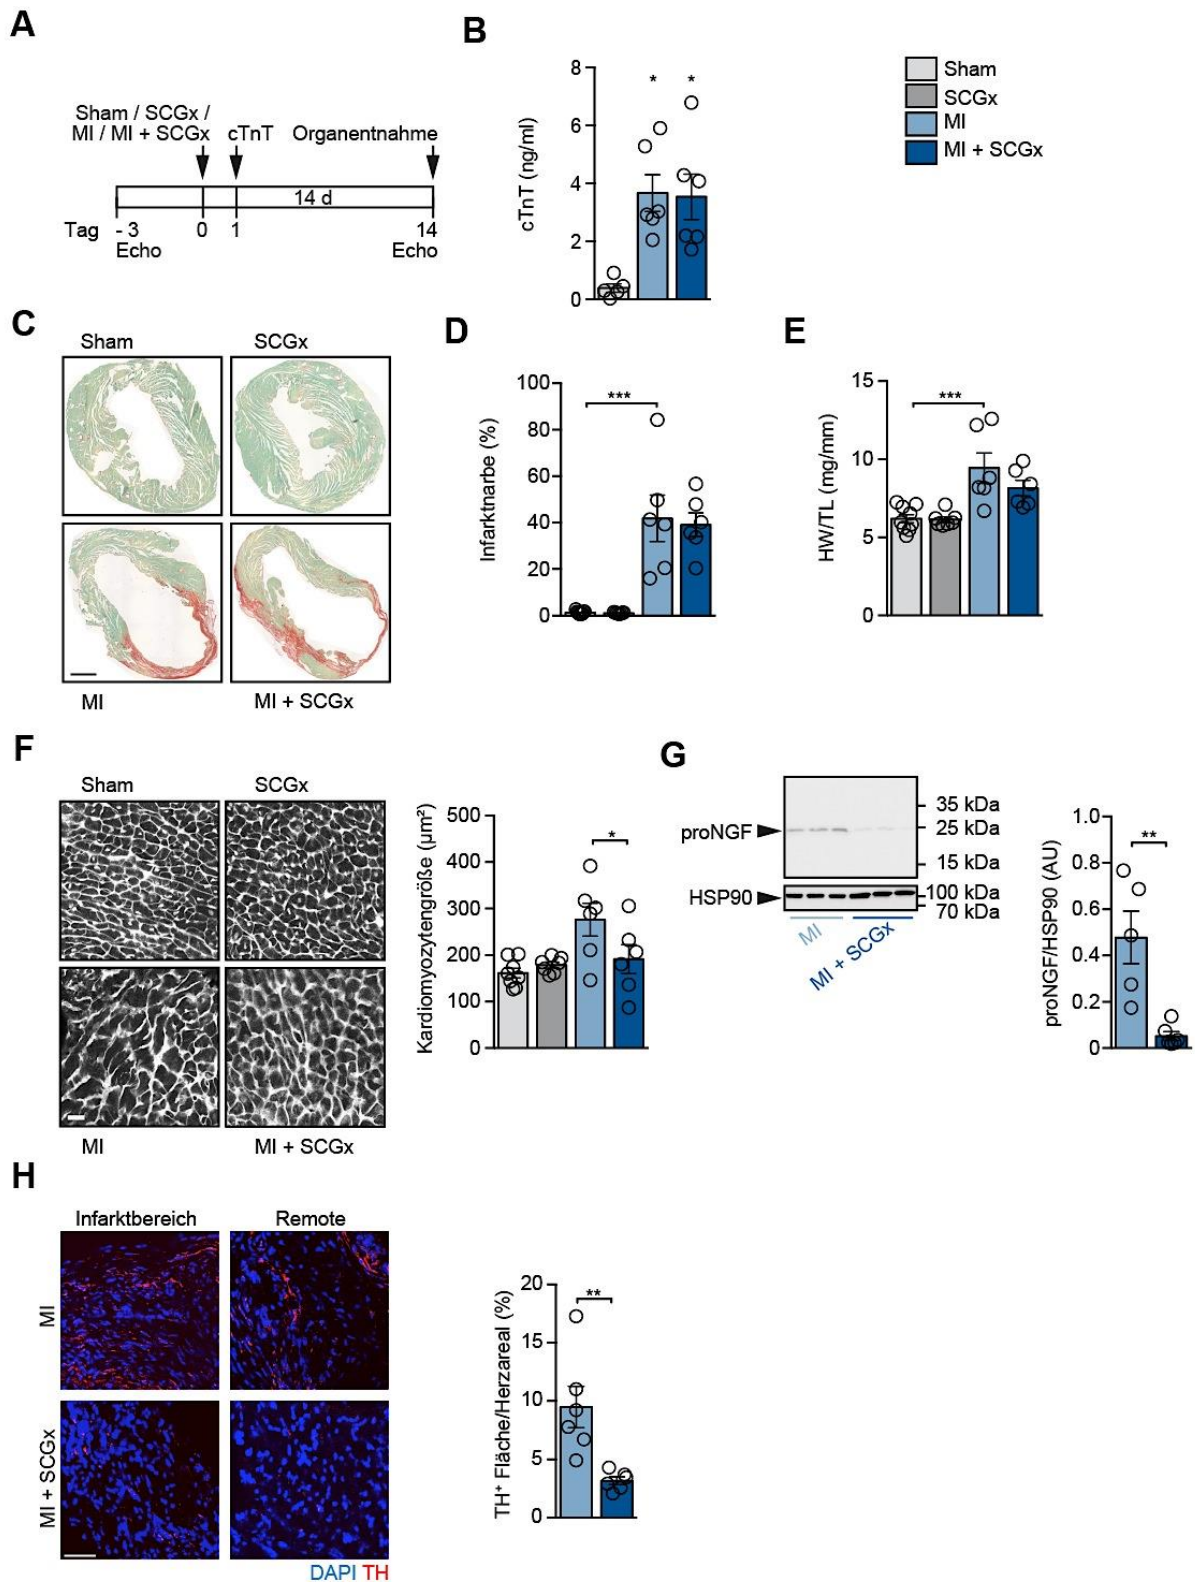 A
Sham / SCGx /
MI / MI + SCGx
cTnT
Organentnahme
14 d
Tag
- 3
0
1
14
Echo
Echo
B
cTnT (ng/ml)
8
6
4
2
0
*
*
Sham
SCGx
MI
MI + SCGx
C
Sham
SCGx
MI
MI + SCGx
D
Infarktnarbe (%)
100
80
60
40
20
0
***
E
HW/TL (mg/mm)
15
10
5
0
***
F
Sham
SCGx
MI
MI + SCGx
Kardiomyozytengröße (µm²)
500
400
300
200
100
0
*
G
proNGF
HSP90
35 kDa
25 kDa
15 kDa
100 kDa
70 kDa
MI
MI + SCGx
proNGF/HSP90 (AU)
1.0
0.8
0.6
0.4
0.2
0
**
H
Infarktbereich
Remote
MI
MI + SCGx
DAPI TH
TH⁺ Fläche/Herzareal (%)
20
15
10
5
0
**